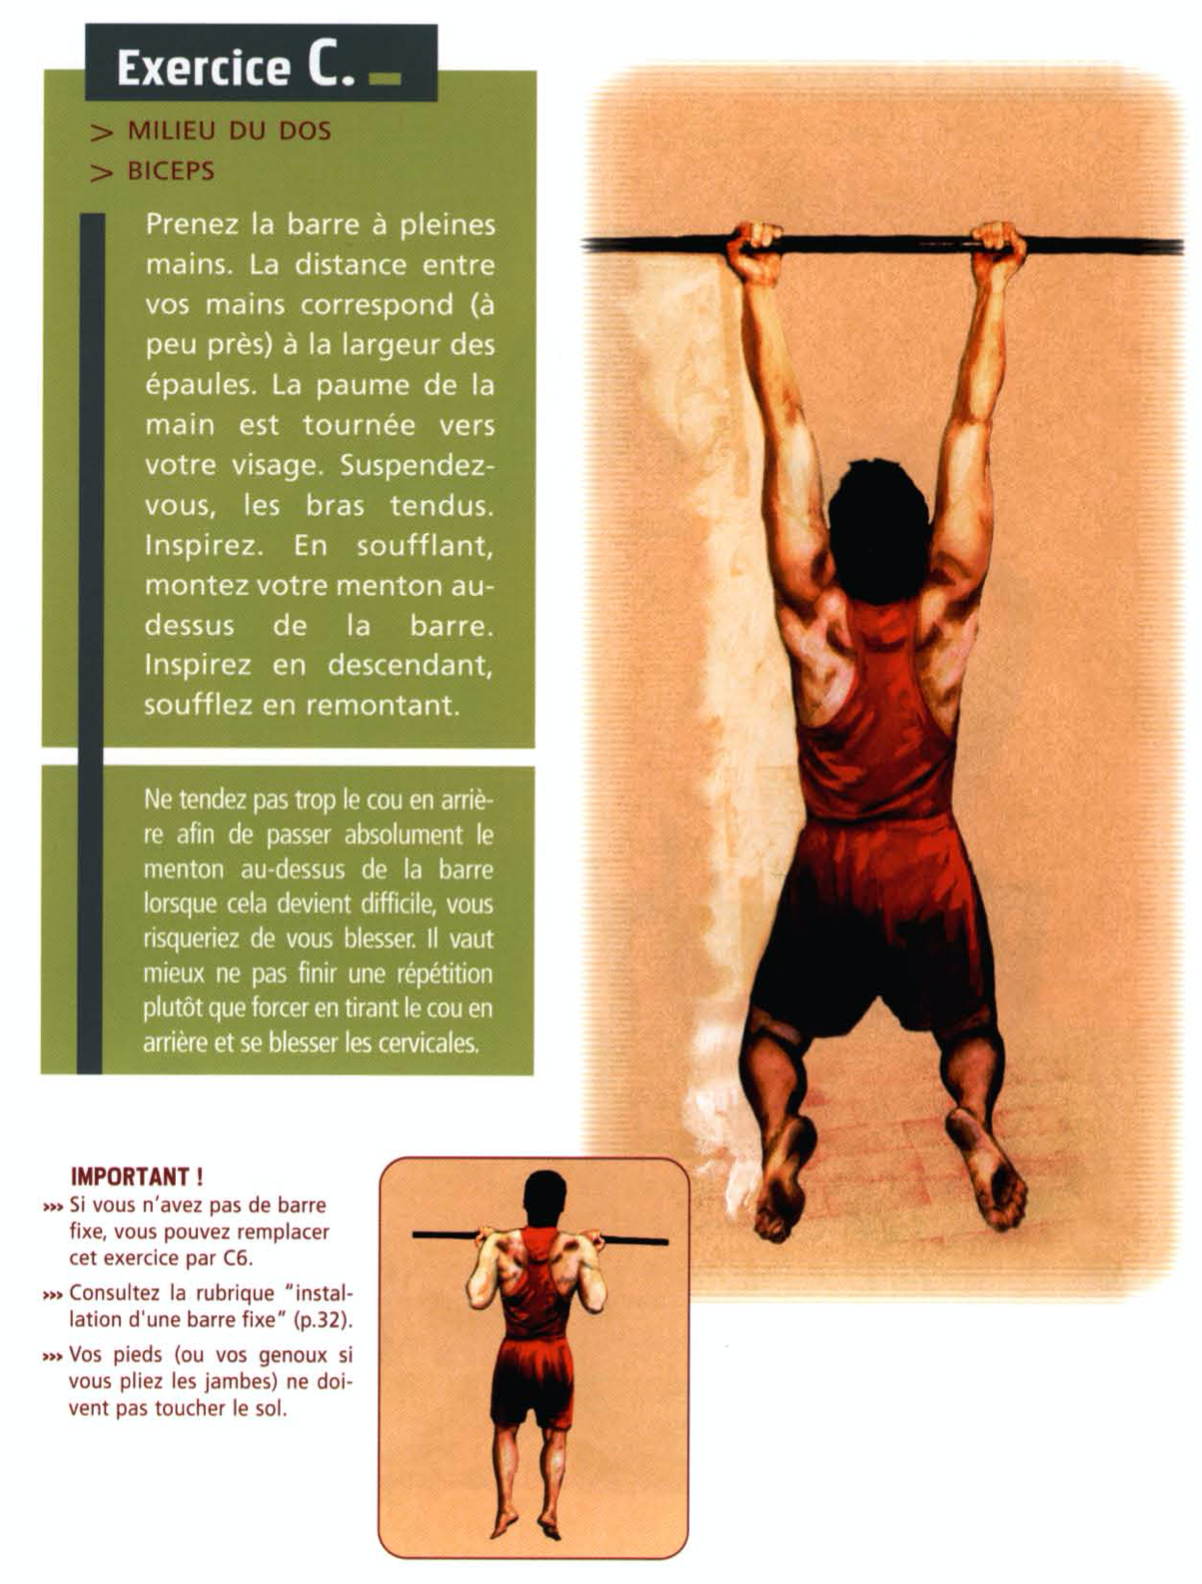 Exercice C.
> MILIEU DU DOS
> BICEPS
Prenez la barre à pleines
mains. La distance entre
vos mains correspond (à
peu près) à la largeur des
épaules. La paume de la
main est tournée vers
votre visage. Suspendez-
vous, les bras tendus.
Inspirez. En soufflant,
montez votre menton au-
dessus de la barre.
Inspirez en descendant,
soufflez en remontant.
Ne tendez pas trop le cou en arriè-
re afin de passer absolument le
menton au-dessus de la barre
lorsque cela devient difficile, vous
risqueriez de vous blesser. Il vaut
mieux ne pas finir une répétition
plutôt que forcer en tirant le cou en
arrière et se blesser les cervicales.
IMPORTANT !
»» Si vous n'avez pas de barre
fixe, vous pouvez remplacer
cet exercice par C6.
»» Consultez la rubrique "instal-
lation d'une barre fixe" (p.32).
»» Vos pieds (ou vos genoux si
vous pliez les jambes) ne doi-
vent pas toucher le sol.